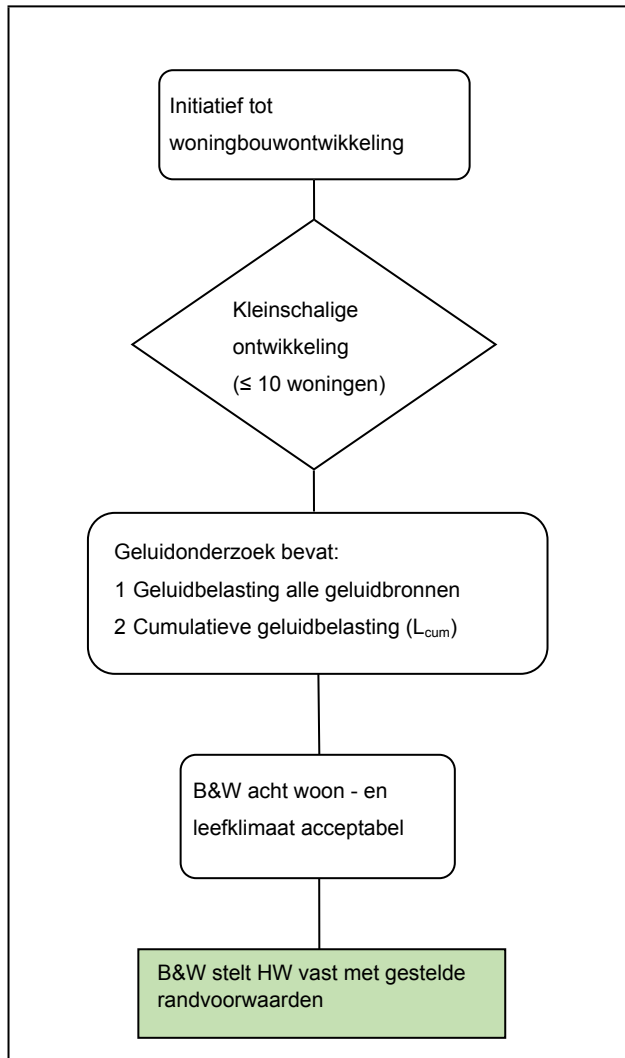 Initiatief tot
woningbouwontwikkeling
Kleinschalige
ontwikkeling
(≤ 10 woningen)
Geluidonderzoek bevat:
1 Geluidbelasting alle geluidbronnen
2 Cumulatieve geluidbelasting (Lcum)
B&W acht woon - en
leefklimaat acceptabel
B&W stelt HW vast met gestelde
randvoorwaarden